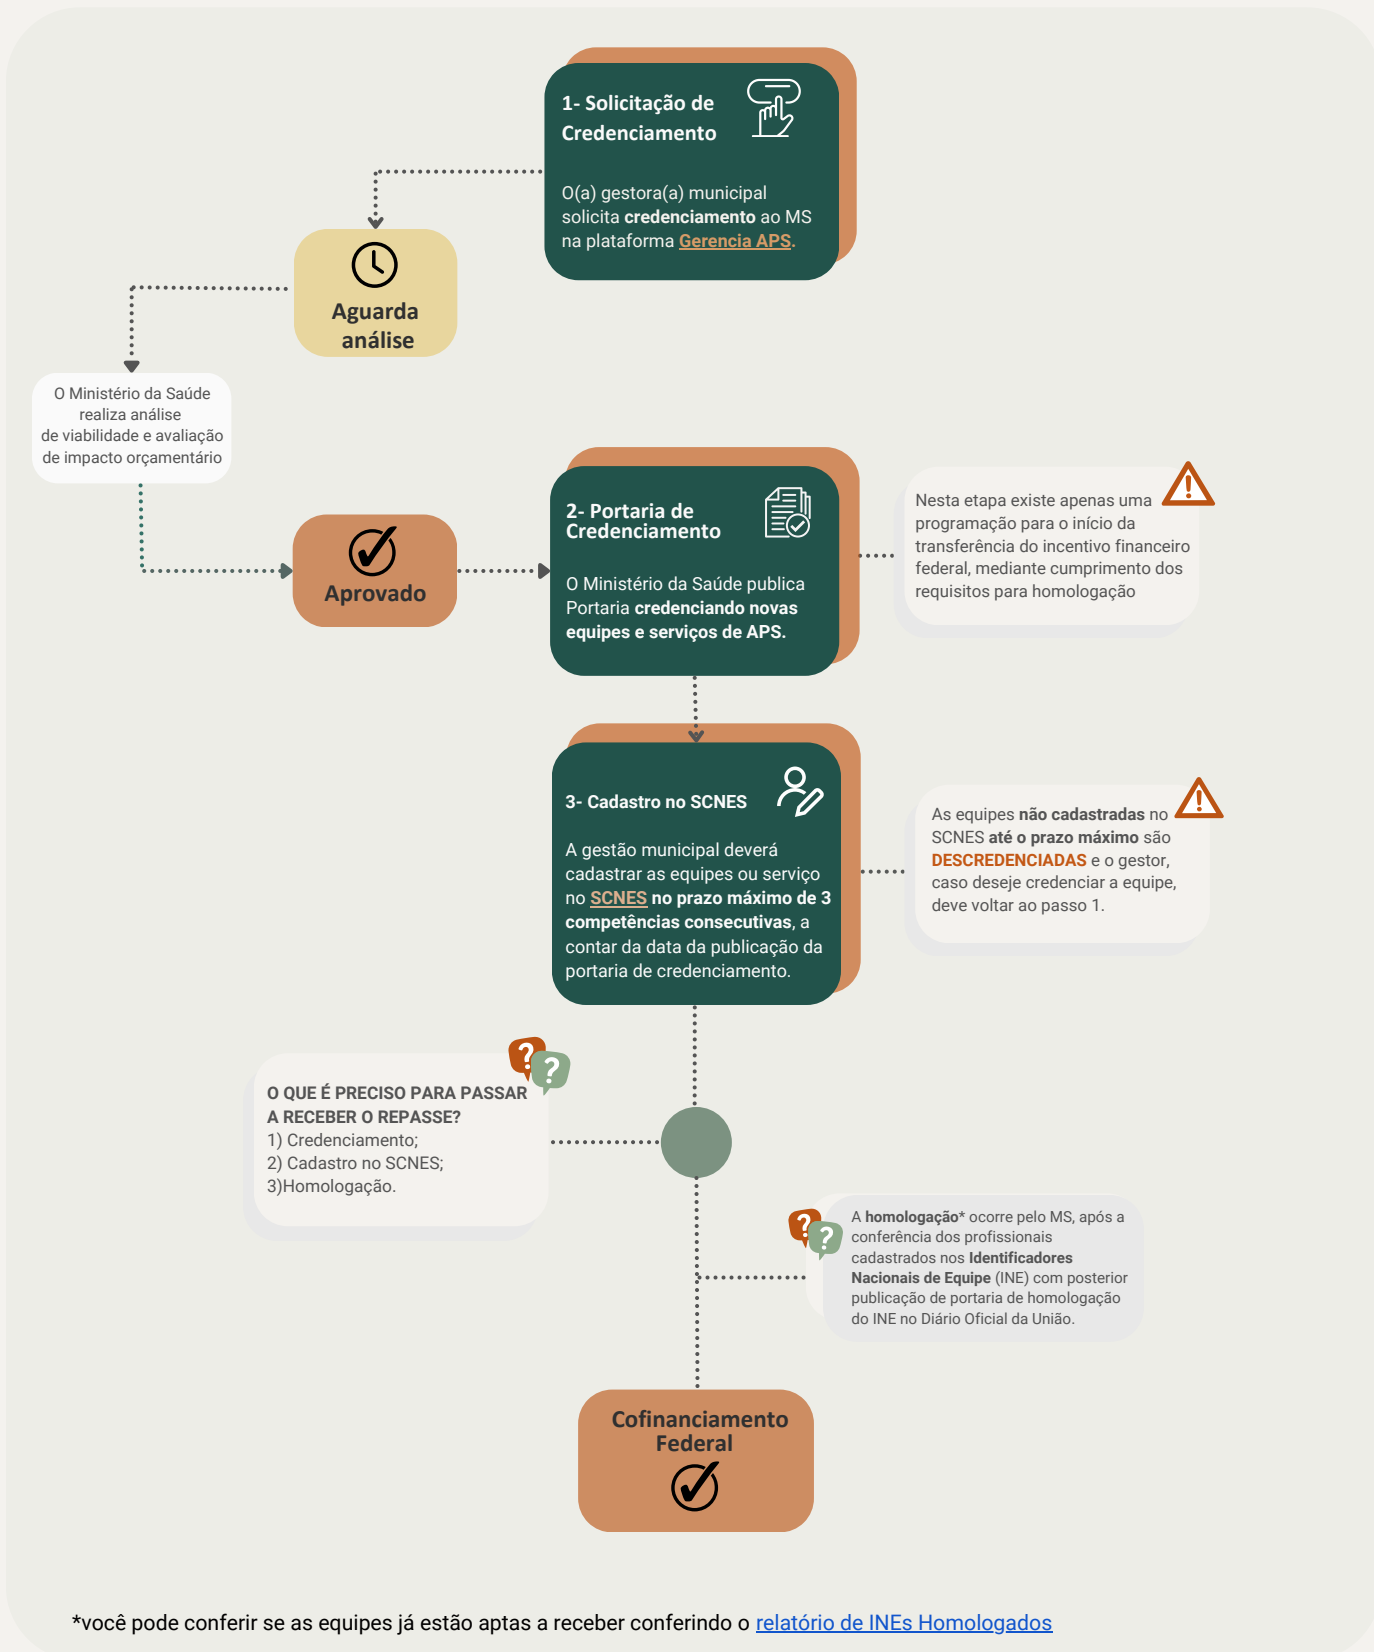 1- Solicitação de
Credenciamento
O(a) gestora(a) municipal
solicita credenciamento ao MS
na plataforma Gerencia APS.
Aguarda
análise
O Ministério da Saúde
realiza análise
de viabilidade e avaliação
de impacto orçamentário
Aprovado
2- Portaria de
Credenciamento
O Ministério da Saúde publica
Portaria credenciando novas
equipes e serviços de APS.
Nesta etapa existe apenas uma
programação para o início da
transferência do incentivo financeiro
federal, mediante cumprimento dos
requisitos para homologação
3- Cadastro no SCNES
A gestão municipal deverá
cadastrar as equipes ou serviço
no SCNES no prazo máximo de 3
competências consecutivas, a
contar da data da publicação da
portaria de credenciamento.
As equipes não cadastradas no
SCNES até o prazo máximo são
DESCREDENCIADAS e o gestor,
caso deseje credenciar a equipe,
deve voltar ao passo 1.
O QUE É PRECISO PARA PASSAR
A RECEBER O REPASSE?
1) Credenciamento;
2) Cadastro no SCNES;
3)Homologação.
A homologação* ocorre pelo MS, após a
conferência dos profissionais
cadastrados nos Identificadores
Nacionais de Equipe (INE) com posterior
publicação de portaria de homologação
do INE no Diário Oficial da União.
Cofinanciamento
Federal
*você pode conferir se as equipes já estão aptas a receber conferindo o relatório de INEs Homologados